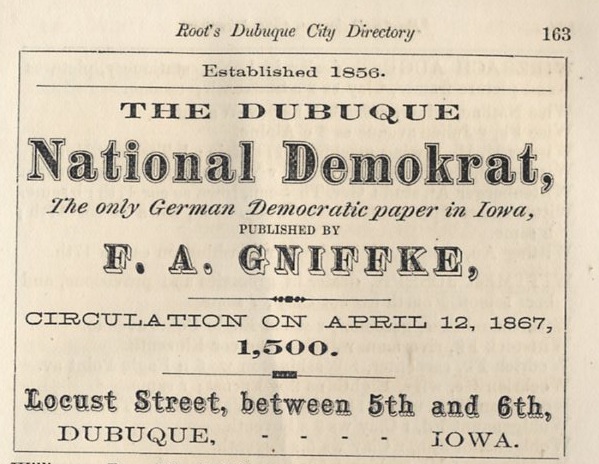 Root's Dubuque City Directory 163
Established 1856.
THE DUBUQUE
National Demokrat,
The only German Democratic paper in Iowa,
PUBLISHED BY
F. A. GNIFFKE,
CIRCULATION ON APRIL 12, 1867,
1,500.
Locust Street, between 5th and 6th,
DUBUQUE, - - - - IOWA.